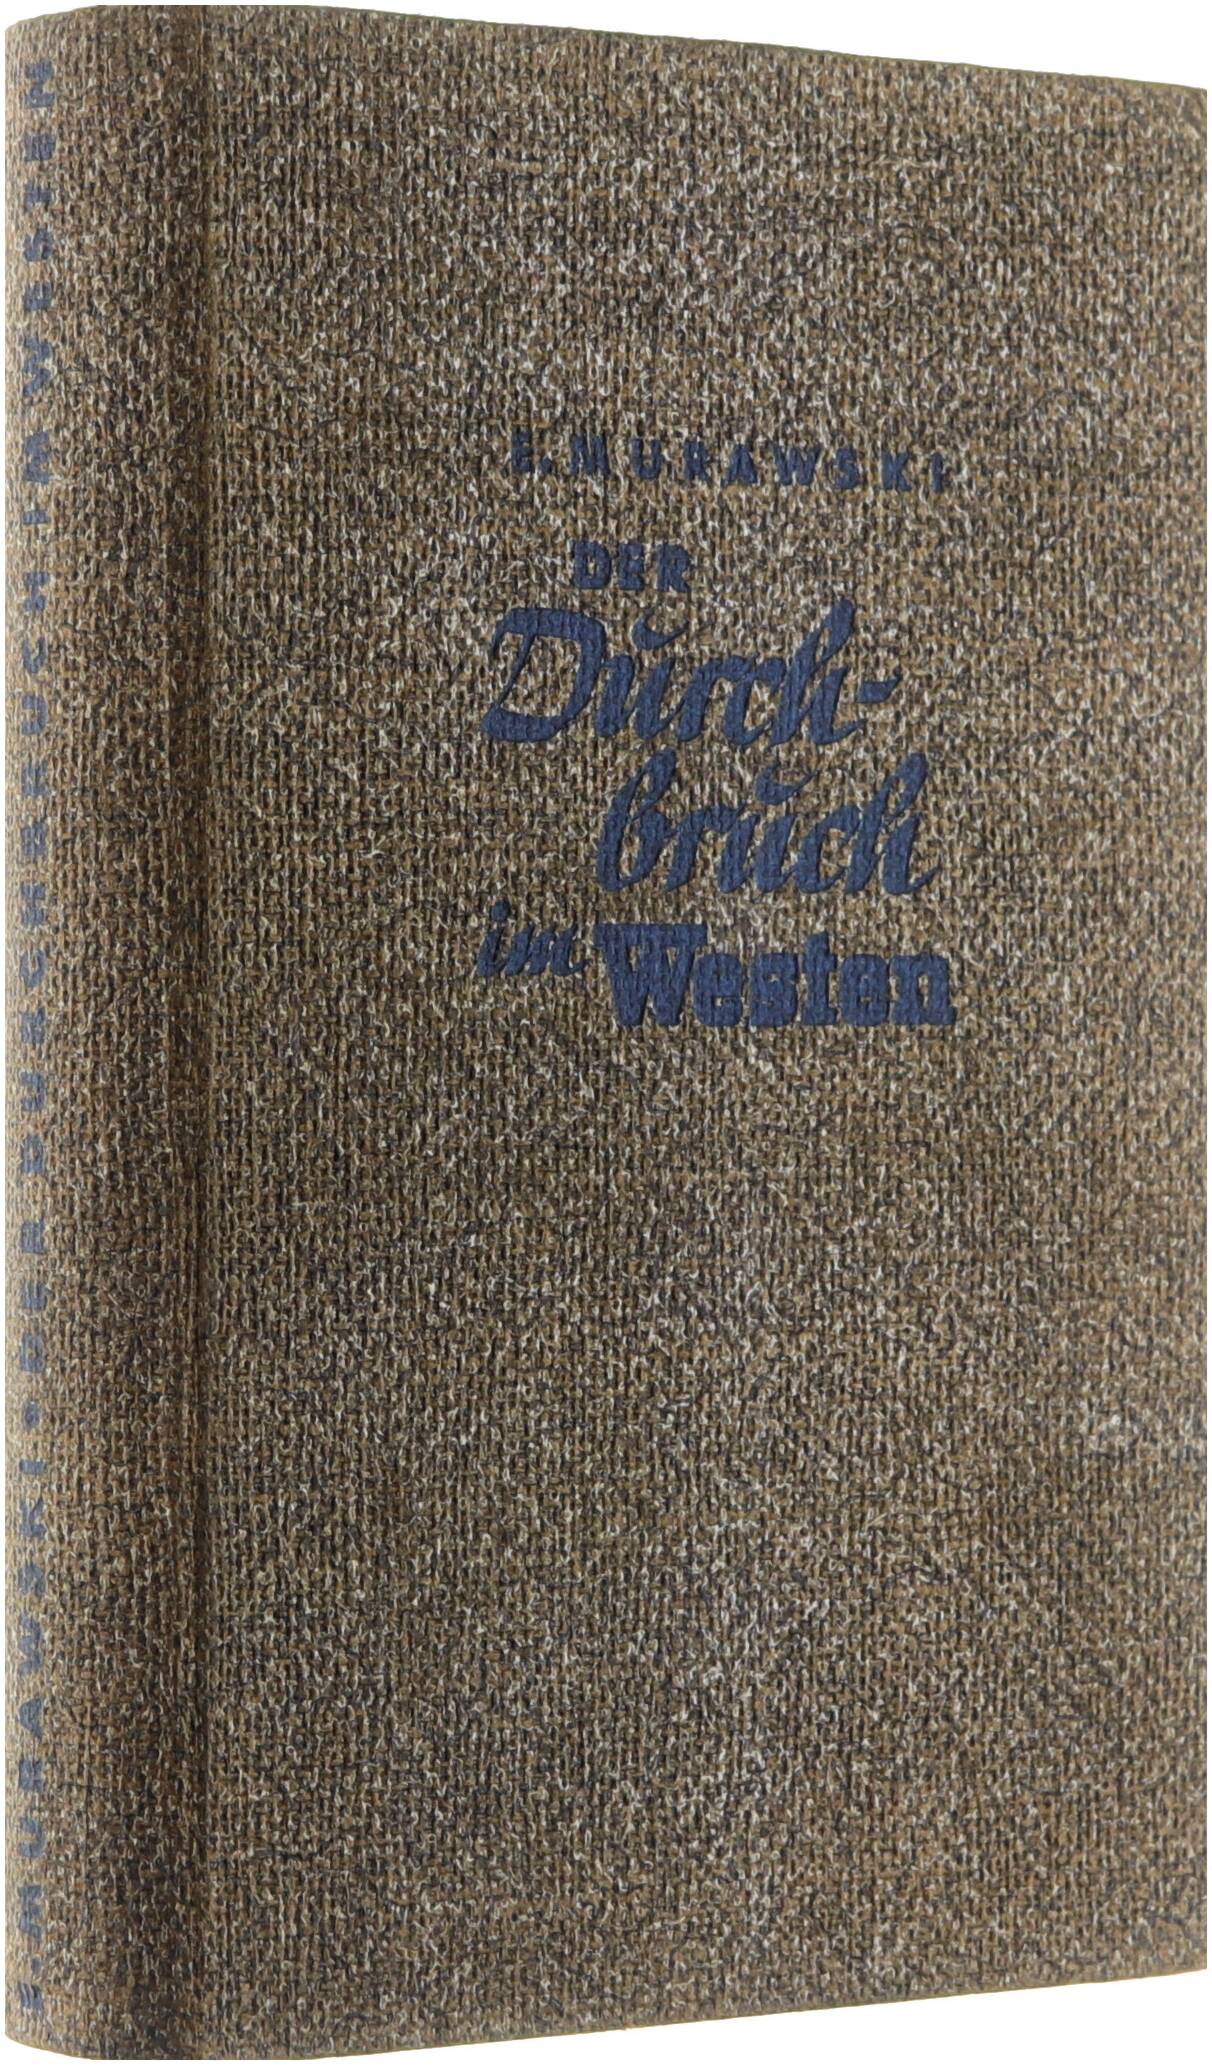 E. MURAWSKI · DER DURCHBRUCH IM WESTEN
E. MURAWSKI
DER
Durch-
bruch
im Westen